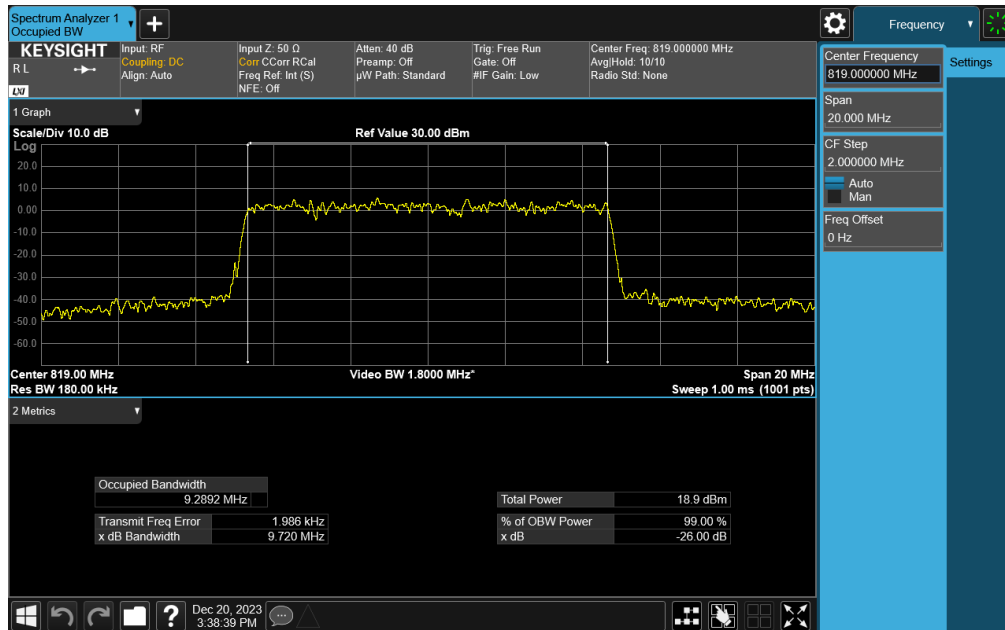 Spectrum Analyzer 1
Occupied BW
Frequency
KEYSIGHT
R L
LXI
Input: RF
Coupling: DC
Align: Auto
Input Z: 50 Ω
Corr CCorr RCal
Freq Ref: Int (S)
NFE: Off
Atten: 40 dB
Preamp: Off
µW Path: Standard
Trig: Free Run
Gate: Off
#IF Gain: Low
Center Freq: 819.000000 MHz
Avg|Hold: 10/10
Radio Std: None
Center Frequency
819.000000 MHz
Settings
Span
20.000 MHz
CF Step
2.000000 MHz
Auto
Man
Freq Offset
0 Hz
1 Graph
Scale/Div 10.0 dB
Ref Value 30.00 dBm
Log
20.0
10.0
0.00
-10.0
-20.0
-30.0
-40.0
-50.0
-60.0
Center 819.00 MHz
Video BW 1.8000 MHz*
Span 20 MHz
Res BW 180.00 kHz
Sweep 1.00 ms (1001 pts)
2 Metrics
Occupied Bandwidth
9.2892 MHz
Total Power 18.9 dBm
Transmit Freq Error 1.986 kHz
% of OBW Power 99.00 %
x dB Bandwidth 9.720 MHz
x dB -26.00 dB
Dec 20, 2023
3:38:39 PM